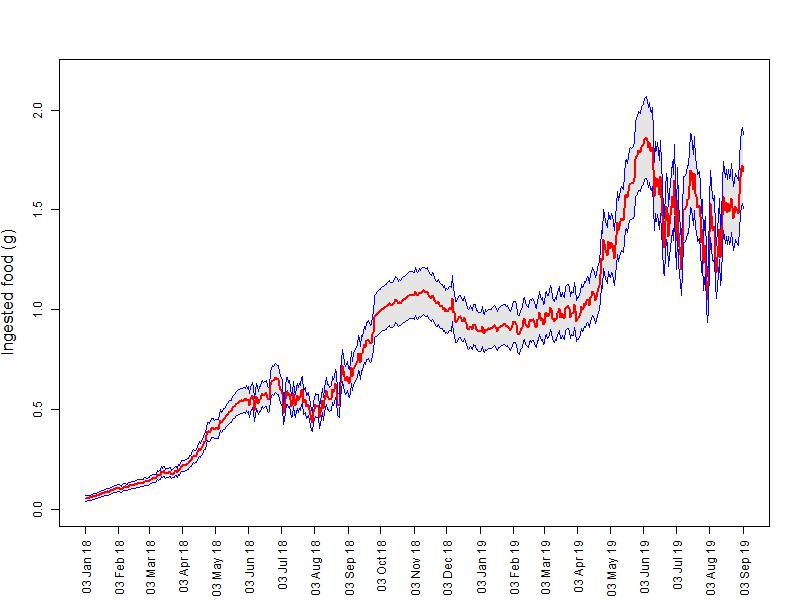 Ingested food (g)
2.0
1.5
1.0
0.5
0.0
03 Jan 18
03 Feb 18
03 Mar 18
03 Apr 18
03 May 18
03 Jun 18
03 Jul 18
03 Aug 18
03 Sep 18
03 Oct 18
03 Nov 18
03 Dec 18
03 Jan 19
03 Feb 19
03 Mar 19
03 Apr 19
03 May 19
03 Jun 19
03 Jul 19
03 Aug 19
03 Sep 19